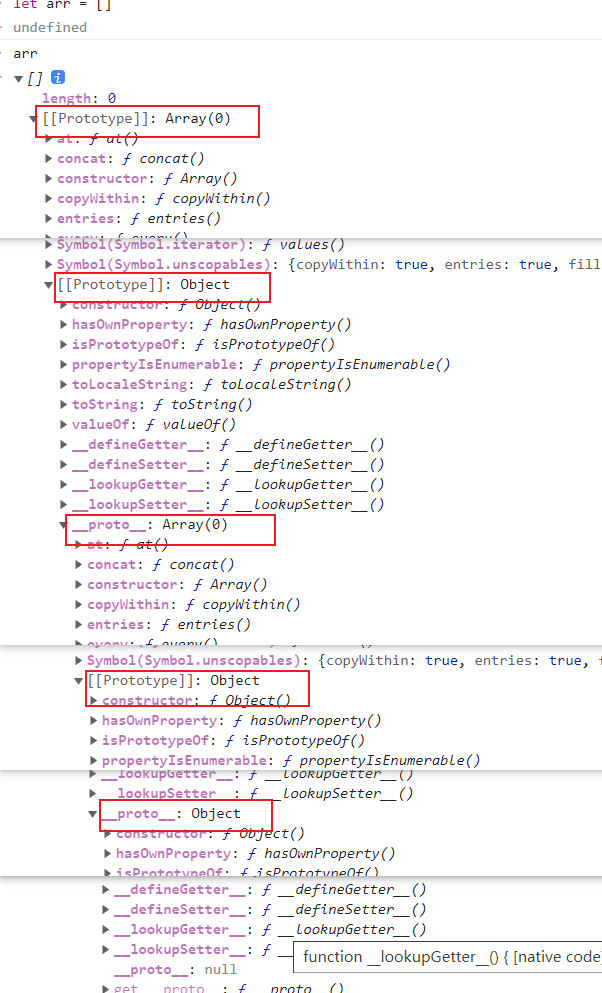 let arr = []
undefined
arr
[] i
length: 0
[[Prototype]]: Array(0)
at: ƒ at()
concat: ƒ concat()
constructor: ƒ Array()
copyWithin: ƒ copyWithin()
entries: ƒ entries()
every: ƒ every()
Symbol(Symbol.iterator): ƒ values()
Symbol(Symbol.unscopables): {copyWithin: true, entries: true, fill
[[Prototype]]: Object
constructor: ƒ Object()
hasOwnProperty: ƒ hasOwnProperty()
isPrototypeOf: ƒ isPrototypeOf()
propertyIsEnumerable: ƒ propertyIsEnumerable()
toLocaleString: ƒ toLocaleString()
toString: ƒ toString()
valueOf: ƒ valueOf()
__defineGetter__: ƒ __defineGetter__()
__defineSetter__: ƒ __defineSetter__()
__lookupGetter__: ƒ __lookupGetter__()
__lookupSetter__: ƒ __lookupSetter__()
__proto__: Array(0)
at: ƒ at()
concat: ƒ concat()
constructor: ƒ Array()
copyWithin: ƒ copyWithin()
entries: ƒ entries()
every: ƒ every()
Symbol(Symbol.unscopables): {copyWithin: true, entries: true, f
[[Prototype]]: Object
constructor: ƒ Object()
hasOwnProperty: ƒ hasOwnProperty()
isPrototypeOf: ƒ isPrototypeOf()
propertyIsEnumerable: ƒ propertyIsEnumerable()
__lookupGetter__: ƒ __lookupGetter__()
__lookupSetter__: ƒ __lookupSetter__()
__proto__: Object
constructor: ƒ Object()
hasOwnProperty: ƒ hasOwnProperty()
isPrototypeOf: ƒ isPrototypeOf()
__defineGetter__: ƒ __defineGetter__()
__defineSetter__: ƒ __defineSetter__()
__lookupGetter__: ƒ __lookupGetter__()
__lookupSetter__: ƒ __
function __lookupGetter__() { [native code]
__proto__: null
get __proto__: ƒ __proto__()